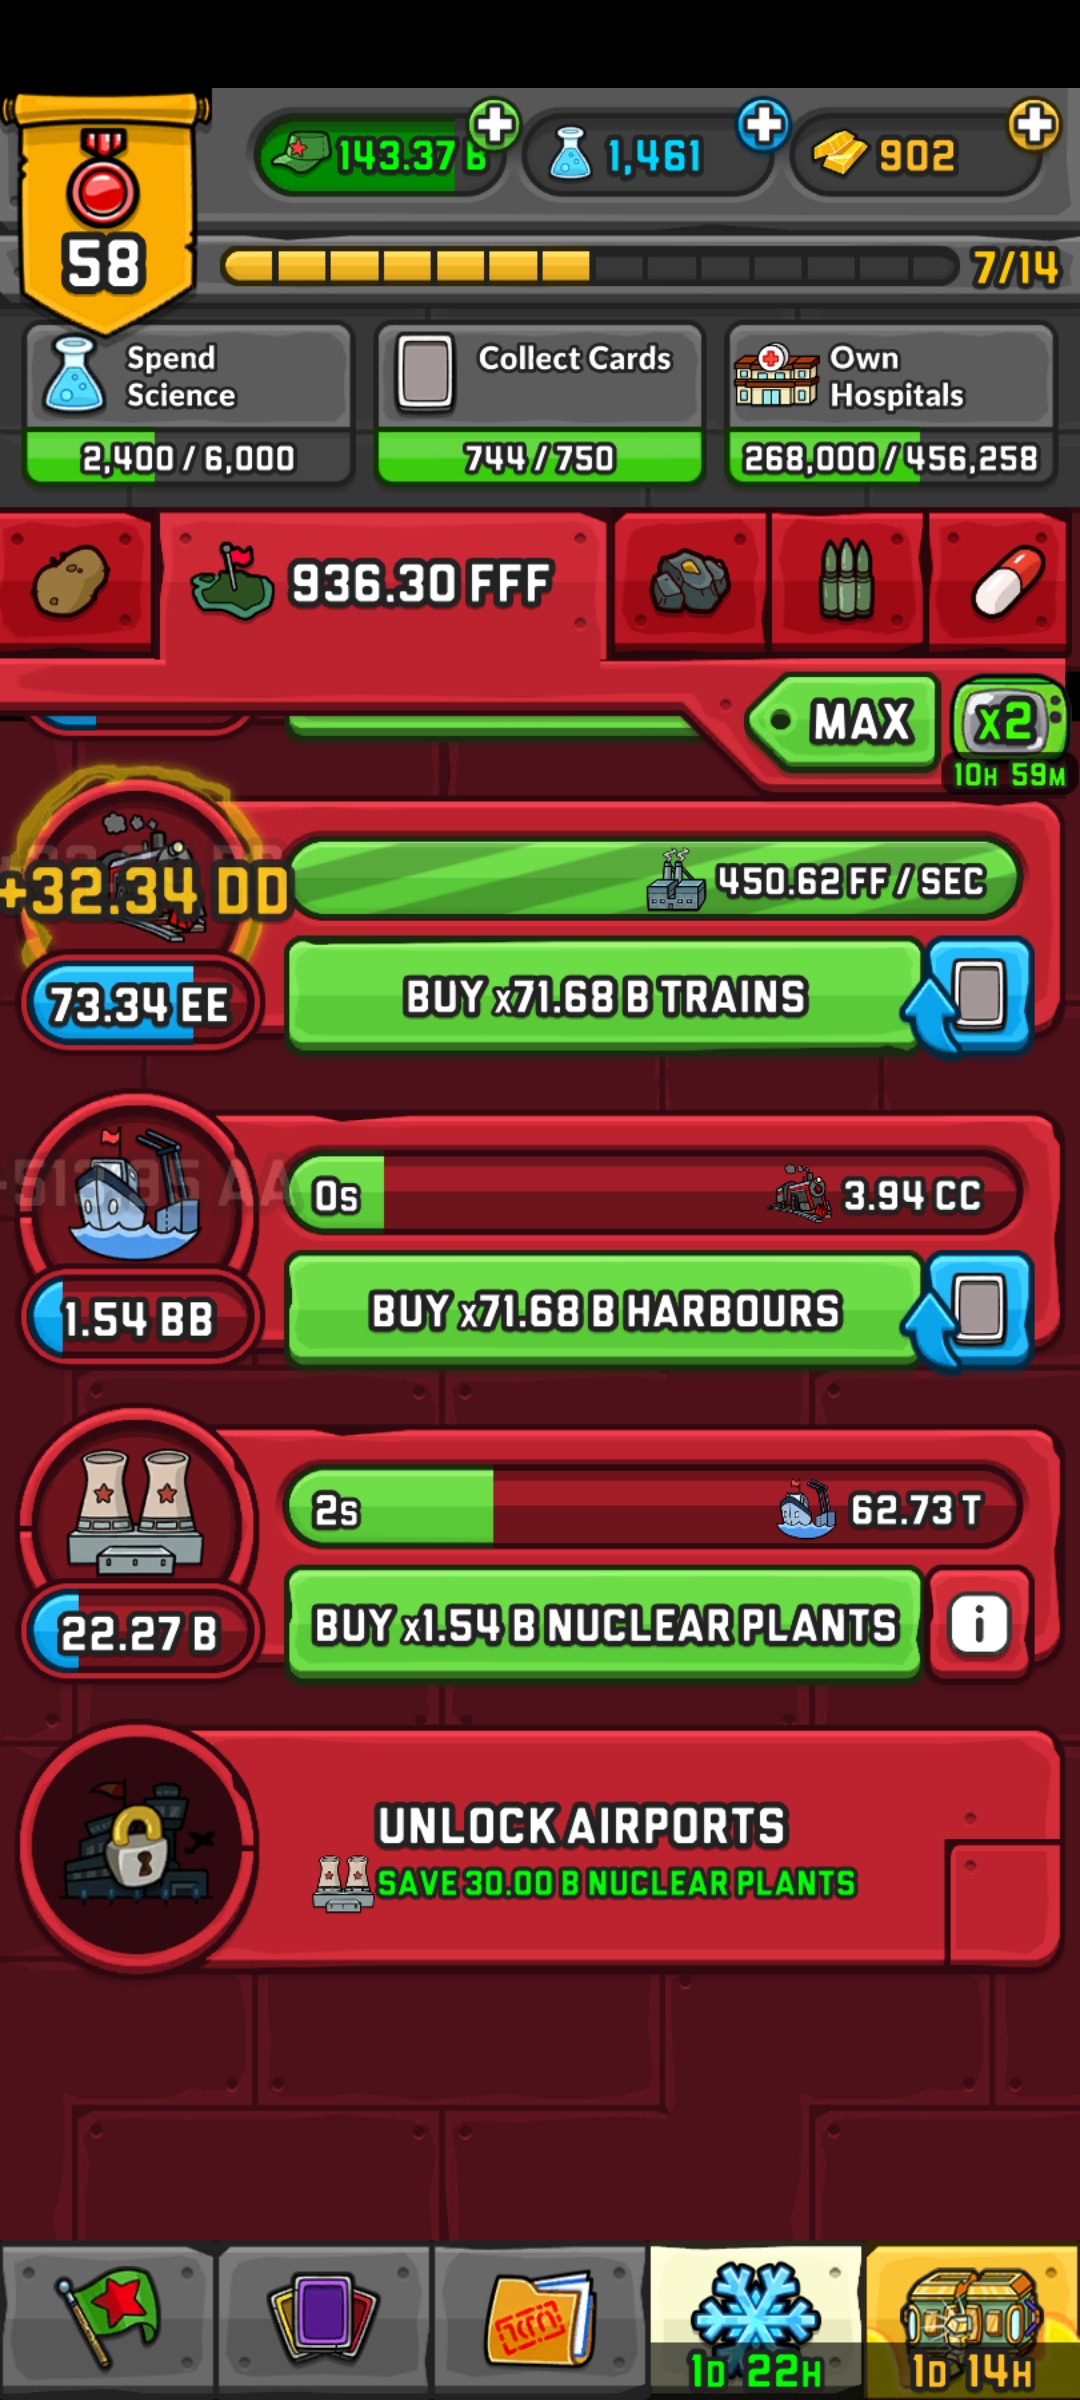 143.37 B
1,461
902
58
7/14
Spend
Science
2,400 / 6,000
Collect Cards
744 / 750
Own
Hospitals
268,000 / 456,258
936.30 FFF
MAX
x2
10H 59M
+32.34 DD
450.62 FF / SEC
73.34 EE
BUY x71.68 B TRAINS
0s
3.94 CC
1.54 BB
BUY x71.68 B HARBOURS
2s
62.73 T
22.27 B
BUY x1.54 B NUCLEAR PLANTS
i
UNLOCK AIRPORTS
SAVE 30.00 B NUCLEAR PLANTS
1D 22H
1D 14H